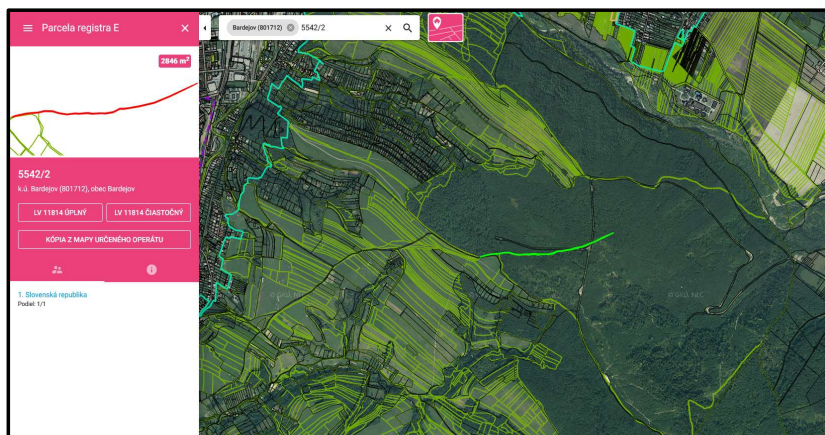 Parcela registra E
2846 m²
5542/2
k.ú. Bardejov (801712), obec Bardejov
LV 11814 ÚPLNÝ
LV 11814 ČIASTOČNÝ
KÓPIA Z MAPY URČENÉHO OPERÁTU
1. Slovenská republika
Podiel: 1/1
Bardejov (801712) 5542/2